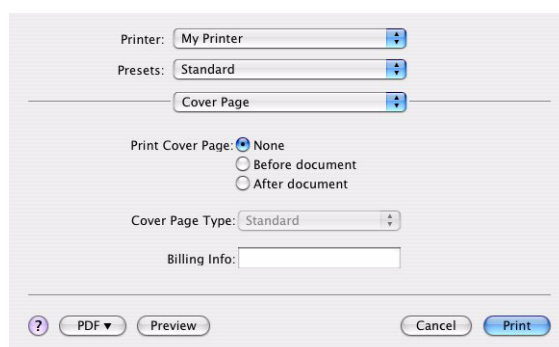 Printer: My Printer
Presets: Standard
Cover Page
Print Cover Page: None
Before document
After document
Cover Page Type: Standard
Billing Info:
? PDF ▼ Preview Cancel Print